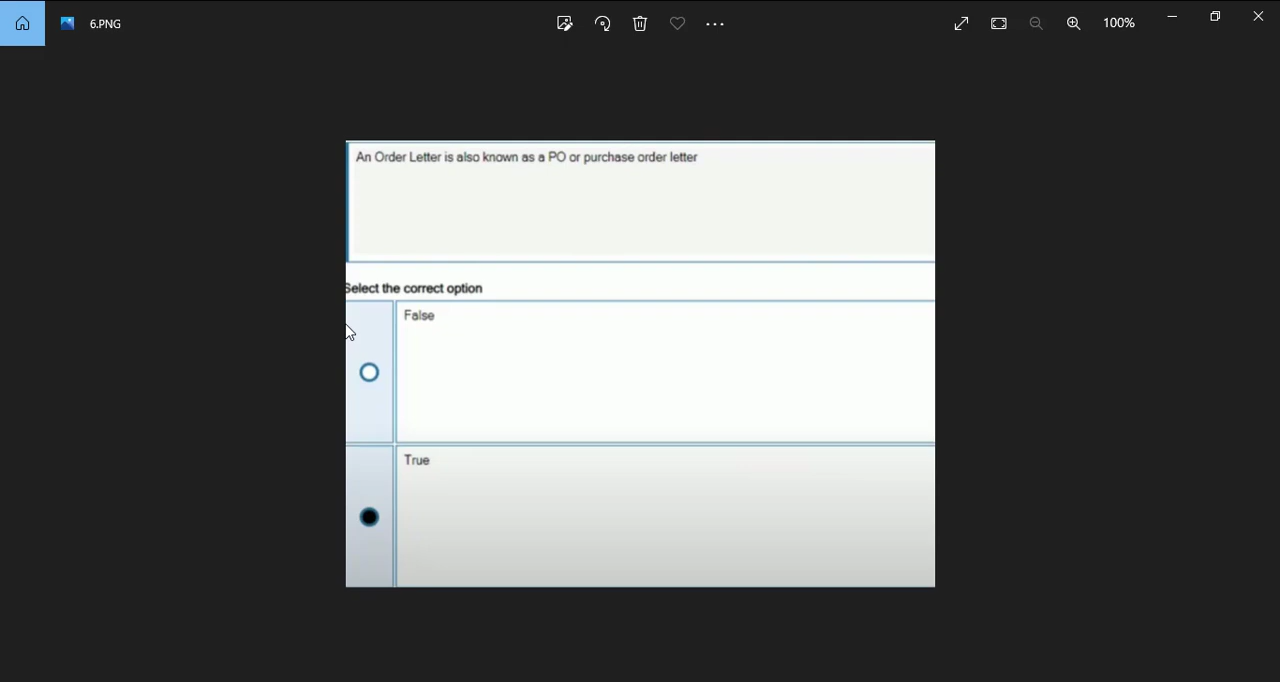 6.PNG
100%
An Order Letter is also known as a PO or purchase order letter
Select the correct option
False
True